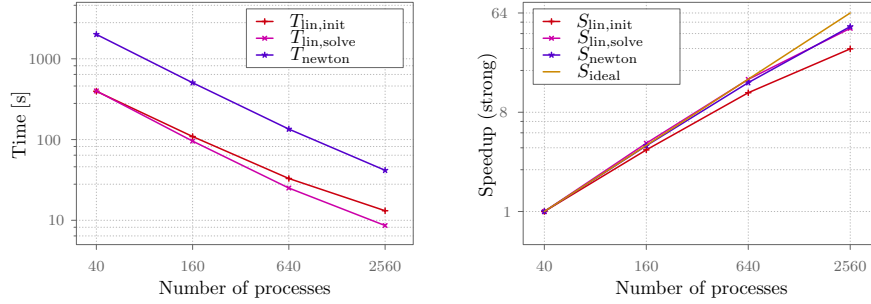 T_lin,init
T_lin,solve
T_newton
1000
100
10
Time [s]
40 160 640 2560
Number of processes
S_lin,init
S_lin,solve
S_newton
S_ideal
64
8
1
Speedup (strong)
40 160 640 2560
Number of processes